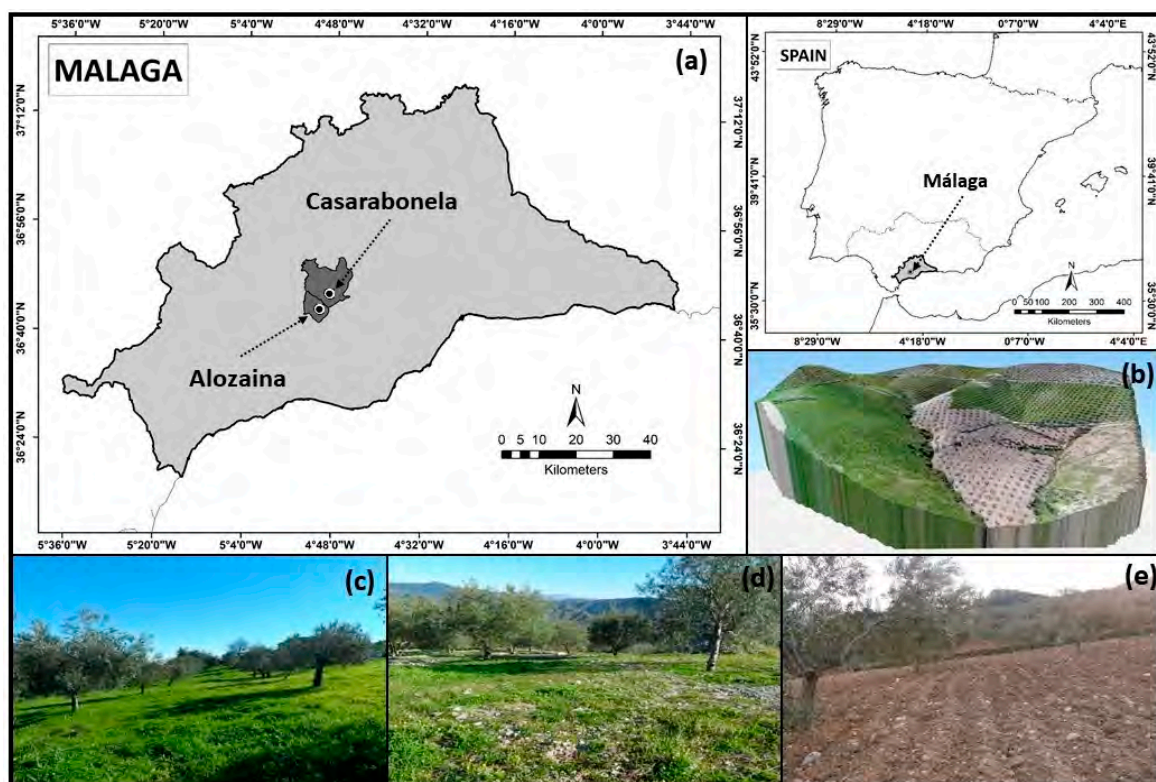 5°36'0"W 5°20'0"W 5°4'0"W 4°48'0"W 4°32'0"W 4°16'0"W 4°0'0"W 3°44'0"W
MALAGA
(a)
37°12'0"N
37°12'0"N
Casarabonela
36°56'0"N
36°56'0"N
36°40'0"N
36°40'0"N
Alozaina
N
36°24'0"N
36°24'0"N
0 5 10 20 30 40
Kilometers
5°36'0"W 5°20'0"W 5°4'0"W 4°48'0"W 4°32'0"W 4°16'0"W 4°0'0"W 3°44'0"W
8°29'0"W 4°18'0"W 0°7'0"W 4°4'0"E
SPAIN
43°52'0"N
43°52'0"N
39°41'0"N
39°41'0"N
Málaga
N
35°30'0"N
35°30'0"N
0 50 100 200 300 400
Kilometers
8°29'0"W 4°18'0"W 0°7'0"W 4°4'0"E
(b)
(c)
(d)
(e)